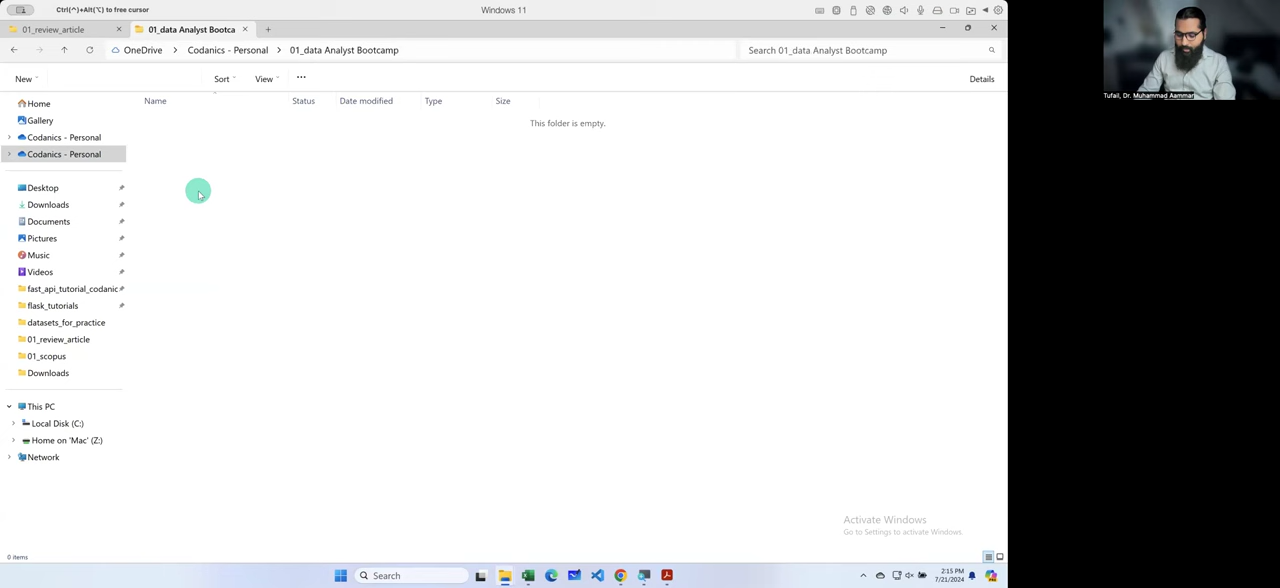 Ctrl(^)+Alt(⌥) to free cursor
Windows 11
01_review_article
01_data Analyst Bootca
OneDrive > Codanics - Personal > 01_data Analyst Bootcamp
Search 01_data Analyst Bootcamp
New
Sort
View
Details
Name
Status
Date modified
Type
Size
This folder is empty.
Home
Gallery
Codanics - Personal
Codanics - Personal
Desktop
Downloads
Documents
Pictures
Music
Videos
fast_api_tutorial_codanic
flask_tutorials
datasets_for_practice
01_review_article
01_scopus
Downloads
This PC
Local Disk (C:)
Home on 'Mac' (Z:)
Network
Activate Windows
Go to Settings to activate Windows.
0 items
Search
2:15 PM
7/21/2024
Tufail, Dr. Muhammad Aammar